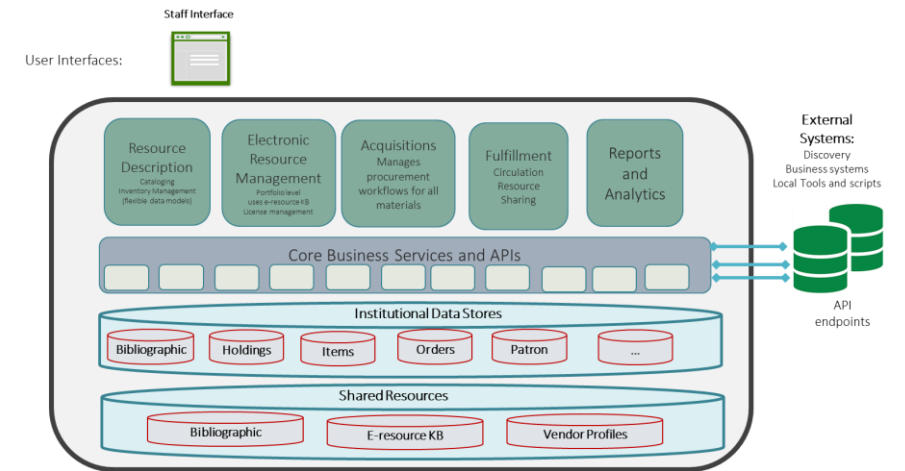 Staff Interface
User Interfaces:
Resource
Description
Cataloging
Inventory Management
(flexible data models)
Electronic
Resource
Management
Portfolio level
uses e-resource KB
License management
Acquisitions
Manages
procurement
workflows for all
materials
Fulfillment
Circulation
Resource
Sharing
Reports
and
Analytics
External
Systems:
Discovery
Business systems
Local Tools and scripts
Core Business Services and APIs
API
endpoints
Institutional Data Stores
Bibliographic
Holdings
Items
Orders
Patron
...
Shared Resources
Bibliographic
E-resource KB
Vendor Profiles